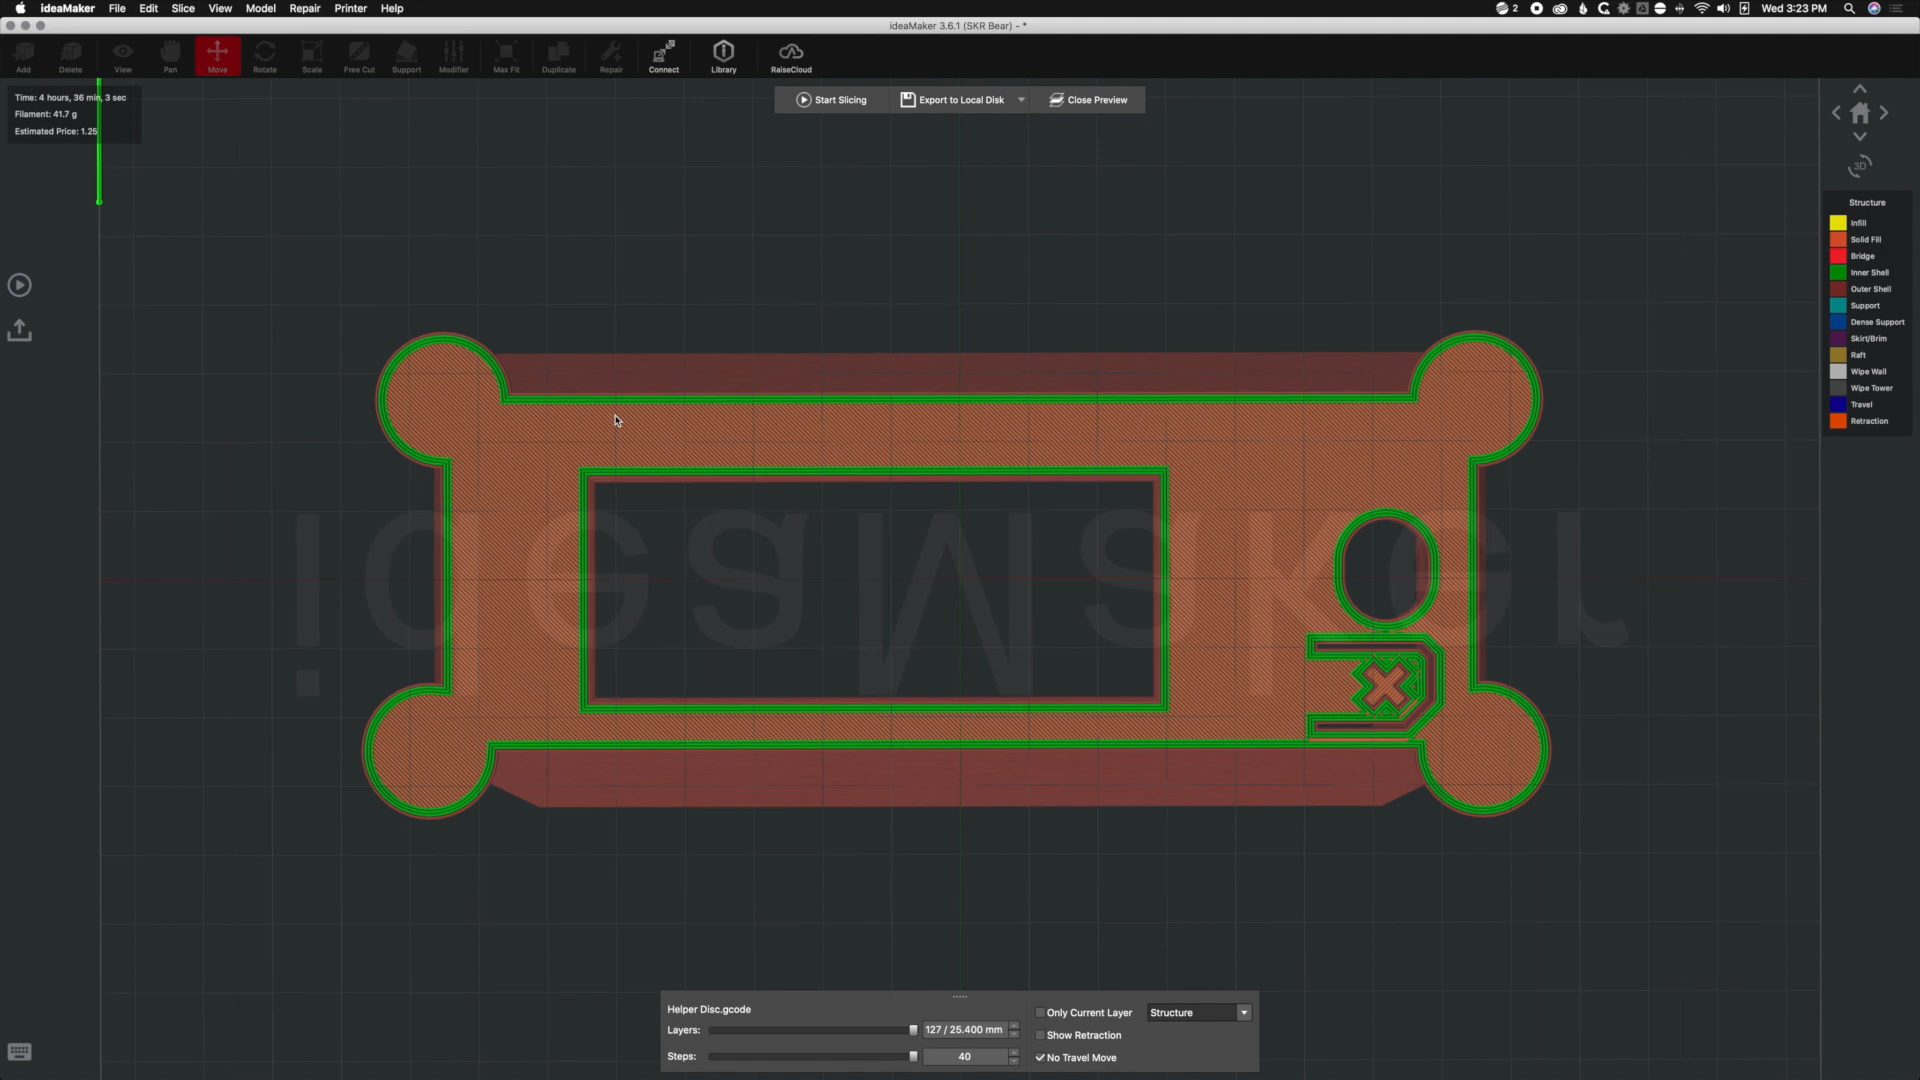 ideaMaker File Edit Slice View Model Repair Printer Help
2 Wed 3:23 PM
ideaMaker 3.6.1 (SKR Bear) - *
Add Delete View Pan Move Rotate Scale Free Cut Support Modifier Max Fit Duplicate Repair Connect Library RaiseCloud
Time: 4 hours, 36 min, 3 sec
Filament: 41.7 g
Estimated Price: 1.25
Start Slicing Export to Local Disk Close Preview
3D
Structure
Infill
Solid Fill
Bridge
Inner Shell
Outer Shell
Support
Dense Support
Skirt/Brim
Raft
Wipe Wall
Wipe Tower
Travel
Retraction
ideaMaker
Helper Disc.gcode
Layers: 127 / 25.400 mm
Steps: 40
Only Current Layer Structure
Show Retraction
No Travel Move